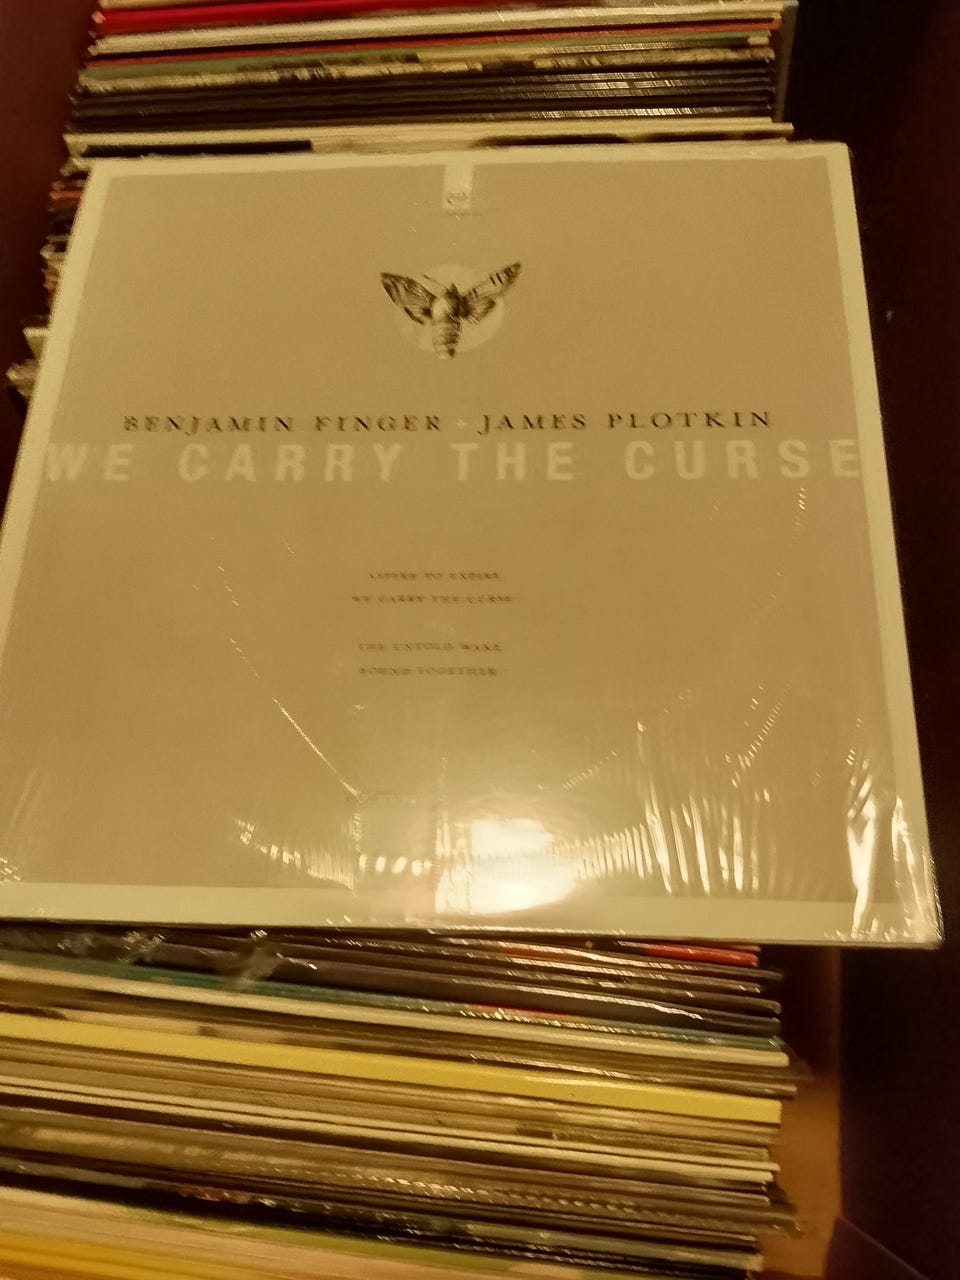 BENJAMIN FINGER + JAMES PLOTKIN
WE CARRY THE CURSE
ASPIRE TO EXPIRE
WE CARRY THE CURSE
THE UNTOLD WAKE
BOUND TOGETHER